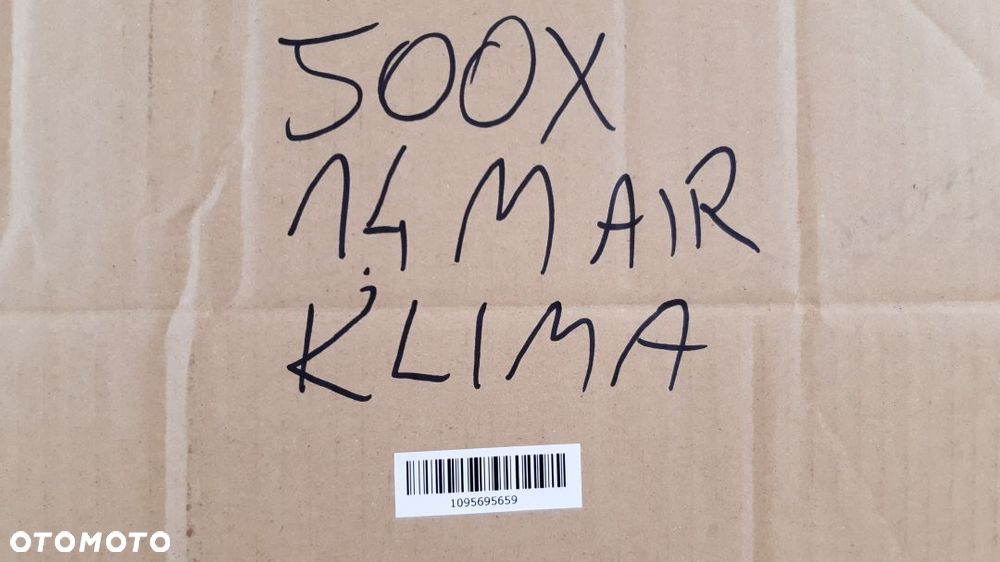 500X
1.4 M AIR
KLIMA
1095695659
OTOMOTO